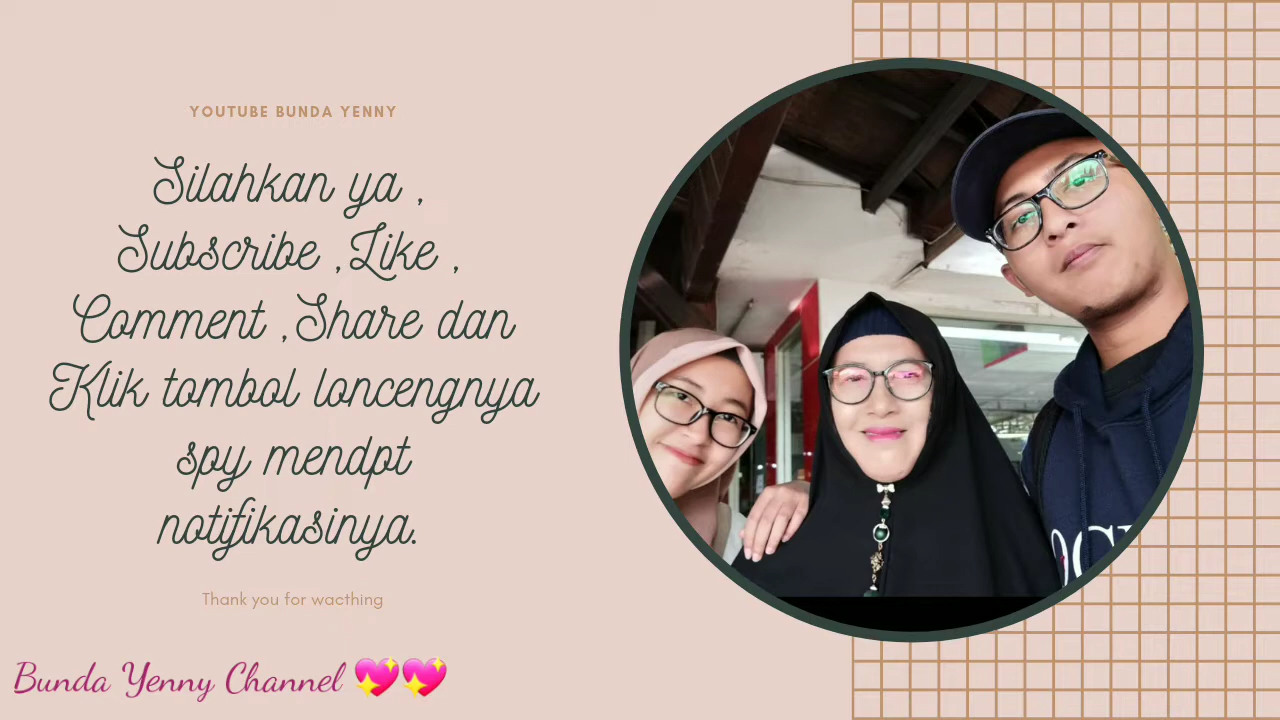 YOUTUBE BUNDA YENNY
Silahkan ya ,
Subscribe ,Like ,
Comment ,Share dan
Klik tombol loncengnya
spy mendpt
notifikasinya.
Thank you for wacthing
Bunda Yenny Channel 💖💖